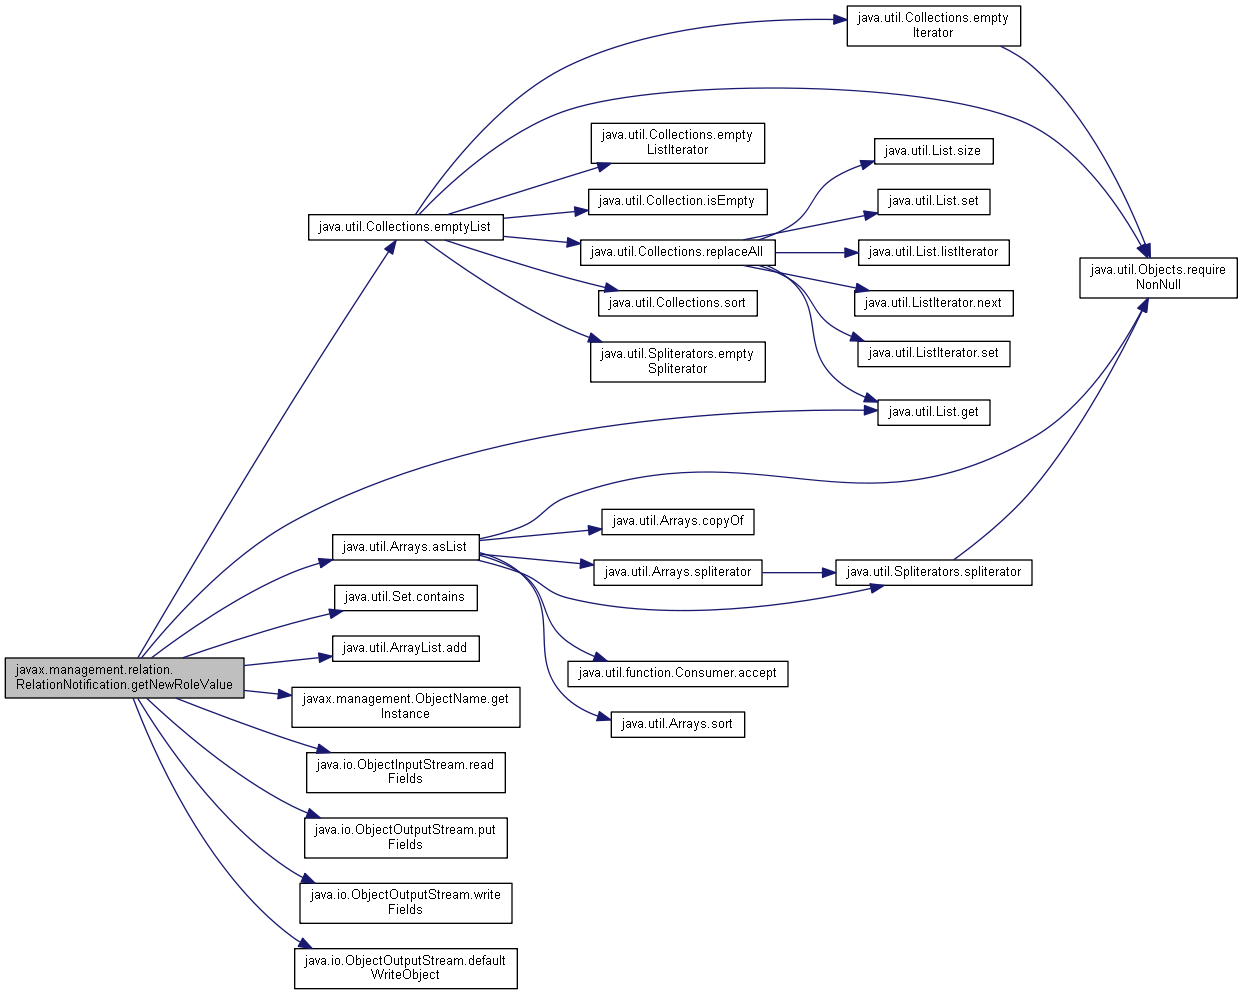 java.util.Collections.empty
Iterator
java.util.Collections.empty
ListIterator
java.util.List.size
java.util.Collection.isEmpty
java.util.List.set
java.util.Collections.emptyList
java.util.Collections.replaceAll
java.util.List.listIterator
java.util.Objects.require
NonNull
java.util.Collections.sort
java.util.ListIterator.next
java.util.Spliterators.empty
Spliterator
java.util.ListIterator.set
java.util.List.get
java.util.Arrays.copyOf
java.util.Arrays.asList
java.util.Arrays.spliterator
java.util.Spliterators.spliterator
java.util.Set.contains
java.util.ArrayList.add
javax.management.relation.
RelationNotification.getNewRoleValue
java.util.function.Consumer.accept
javax.management.ObjectName.get
Instance
java.util.Arrays.sort
java.io.ObjectInputStream.read
Fields
java.io.ObjectOutputStream.put
Fields
java.io.ObjectOutputStream.write
Fields
java.io.ObjectOutputStream.default
WriteObject